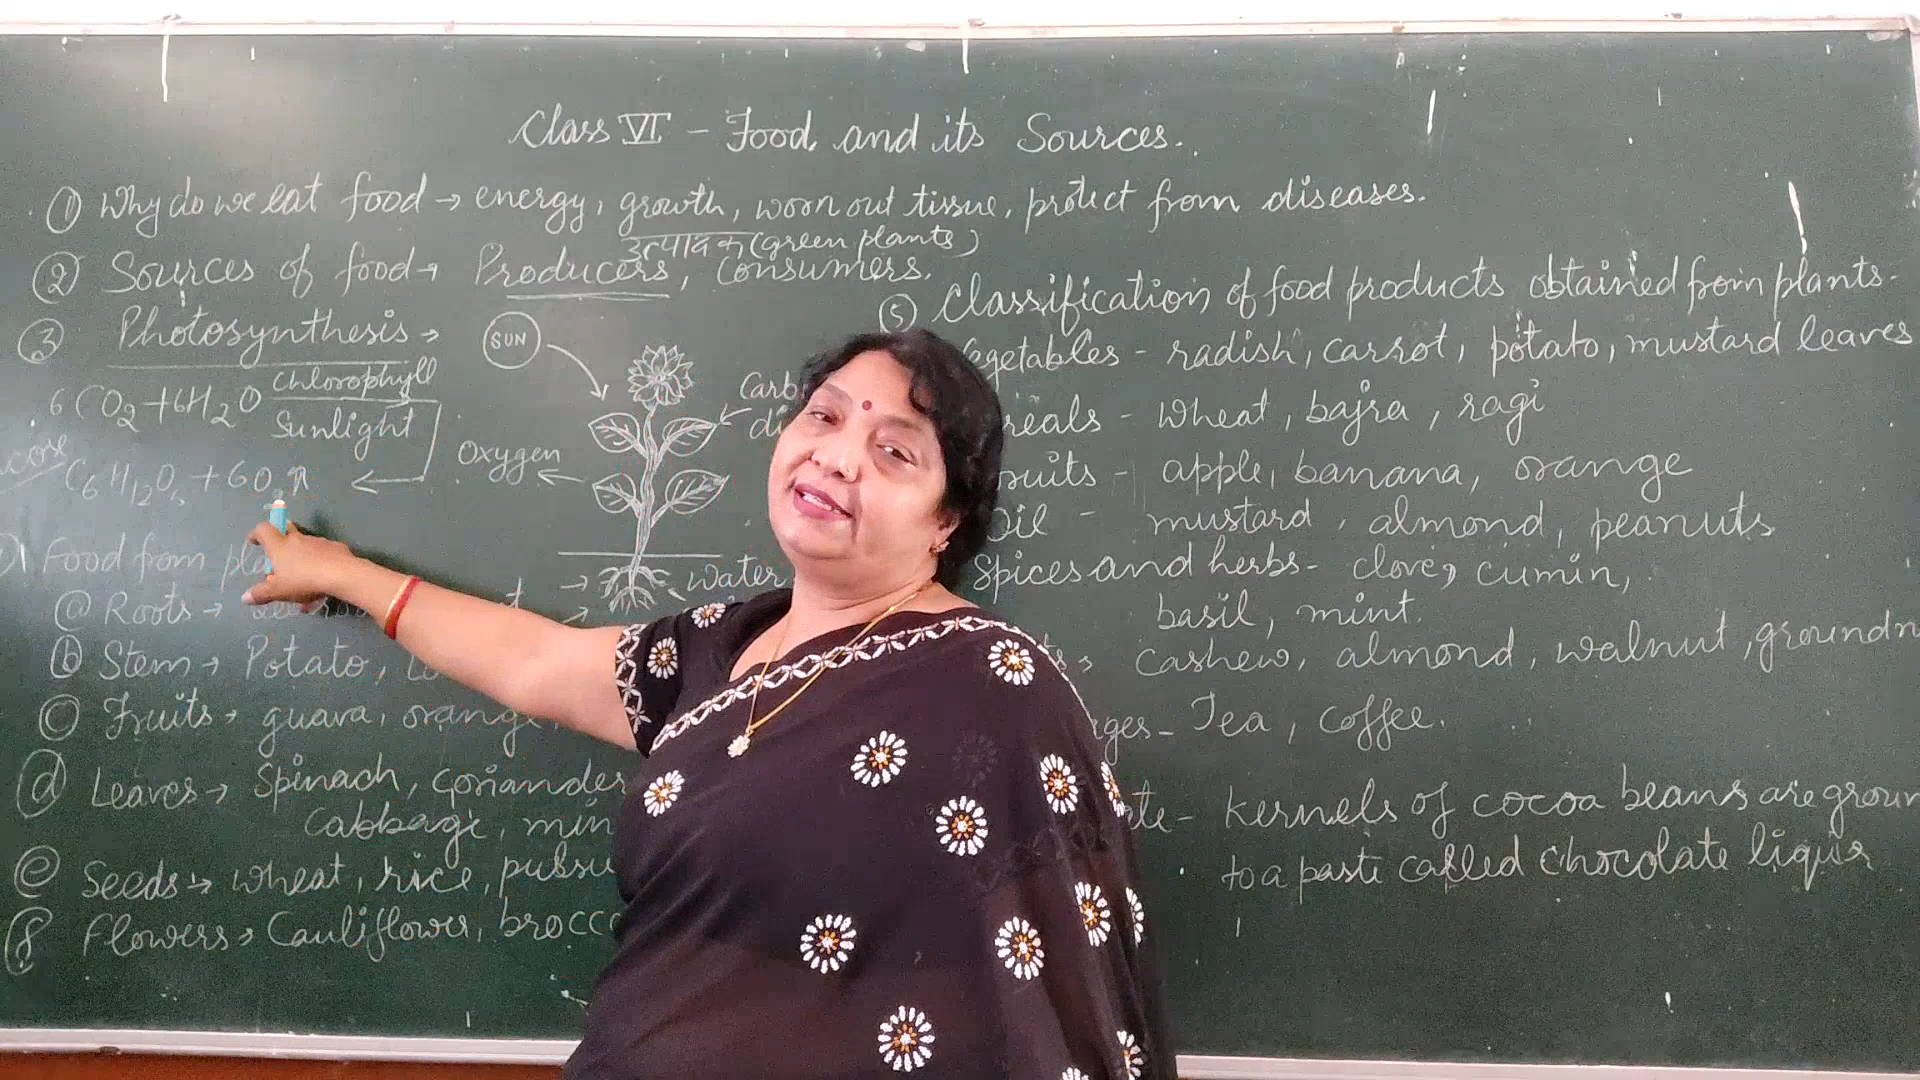 Class VI - Food and its Sources.
① Why do we eat food → energy, growth, worn out tissue, protect from diseases.
उत्पादक (green plants)
② Sources of food → Producers, Consumers.
③ Photosynthesis →
6CO2 + 6H2O Chlorophyll
Sunlight
C6H12O6 + 6O2 ↑
SUN
Oxygen
Water
Food from
ⓐ Roots →
ⓑ Stem → Potato,
ⓒ Fruits → guava, orange
ⓓ Leaves → Spinach, coriander
Cabbage,
ⓔ Seeds → wheat, rice,
ⓕ Flowers → Cauliflower,
⑤ Classification of food products obtained from plants.
- radish, carrot, potato, mustard leaves
- wheat, bajra, ragi
- apple, banana, orange
Oil - mustard, almond, peanuts
Spices and herbs - clove, cumin,
basil, mint.
cashew, almond, walnut,
- Tea, coffee.
- kernels of cocoa beans are
to a paste called chocolate